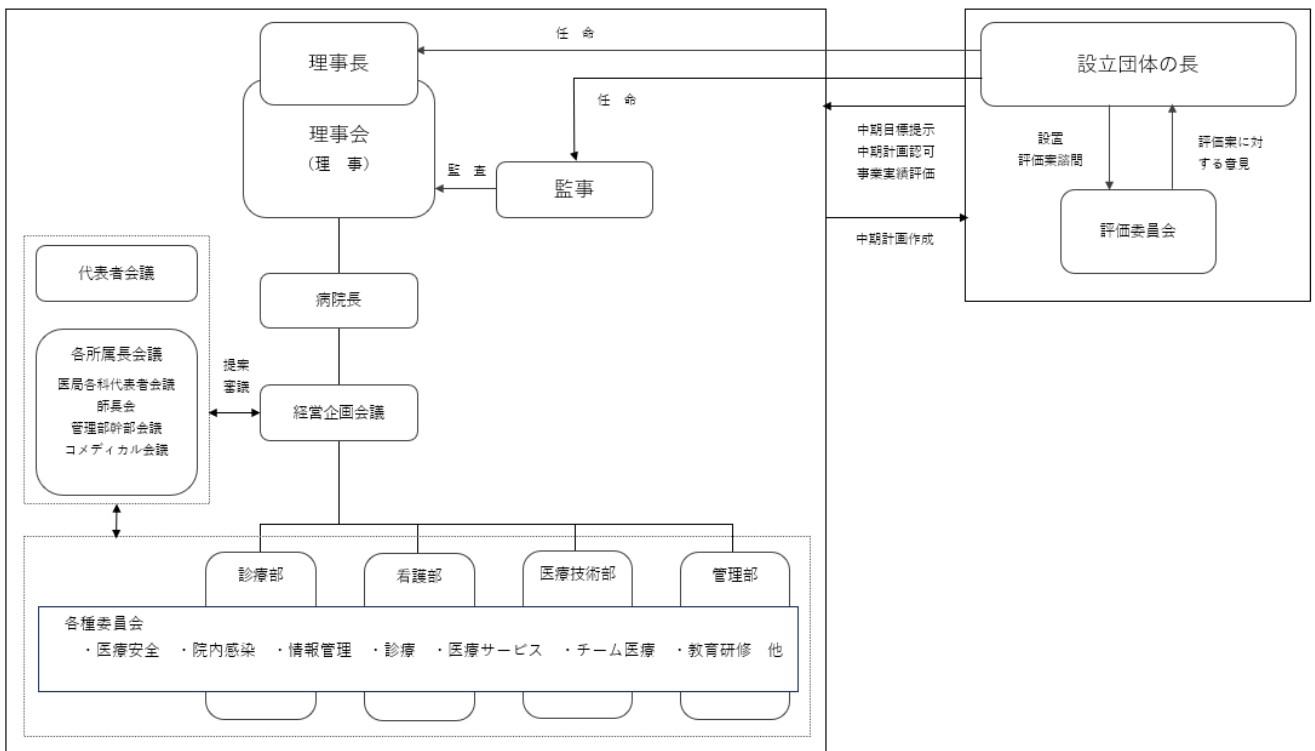 理事長
理事会
（理　事）
任　命
任　命
監　査
監事
設立団体の長
中期目標提示
中期計画認可
事業実績評価
中期計画作成
設置
評価案諮問
評価案に対
する意見
評価委員会
代表者会議
各所属長会議
医局各科代表者会議
師長会
管理部幹部会議
コメディカル会議
提案
審議
病院長
経営企画会議
診療部
看護部
医療技術部
管理部
各種委員会
・医療安全　・院内感染　・情報管理　・診療　・医療サービス　・チーム医療　・教育研修　他